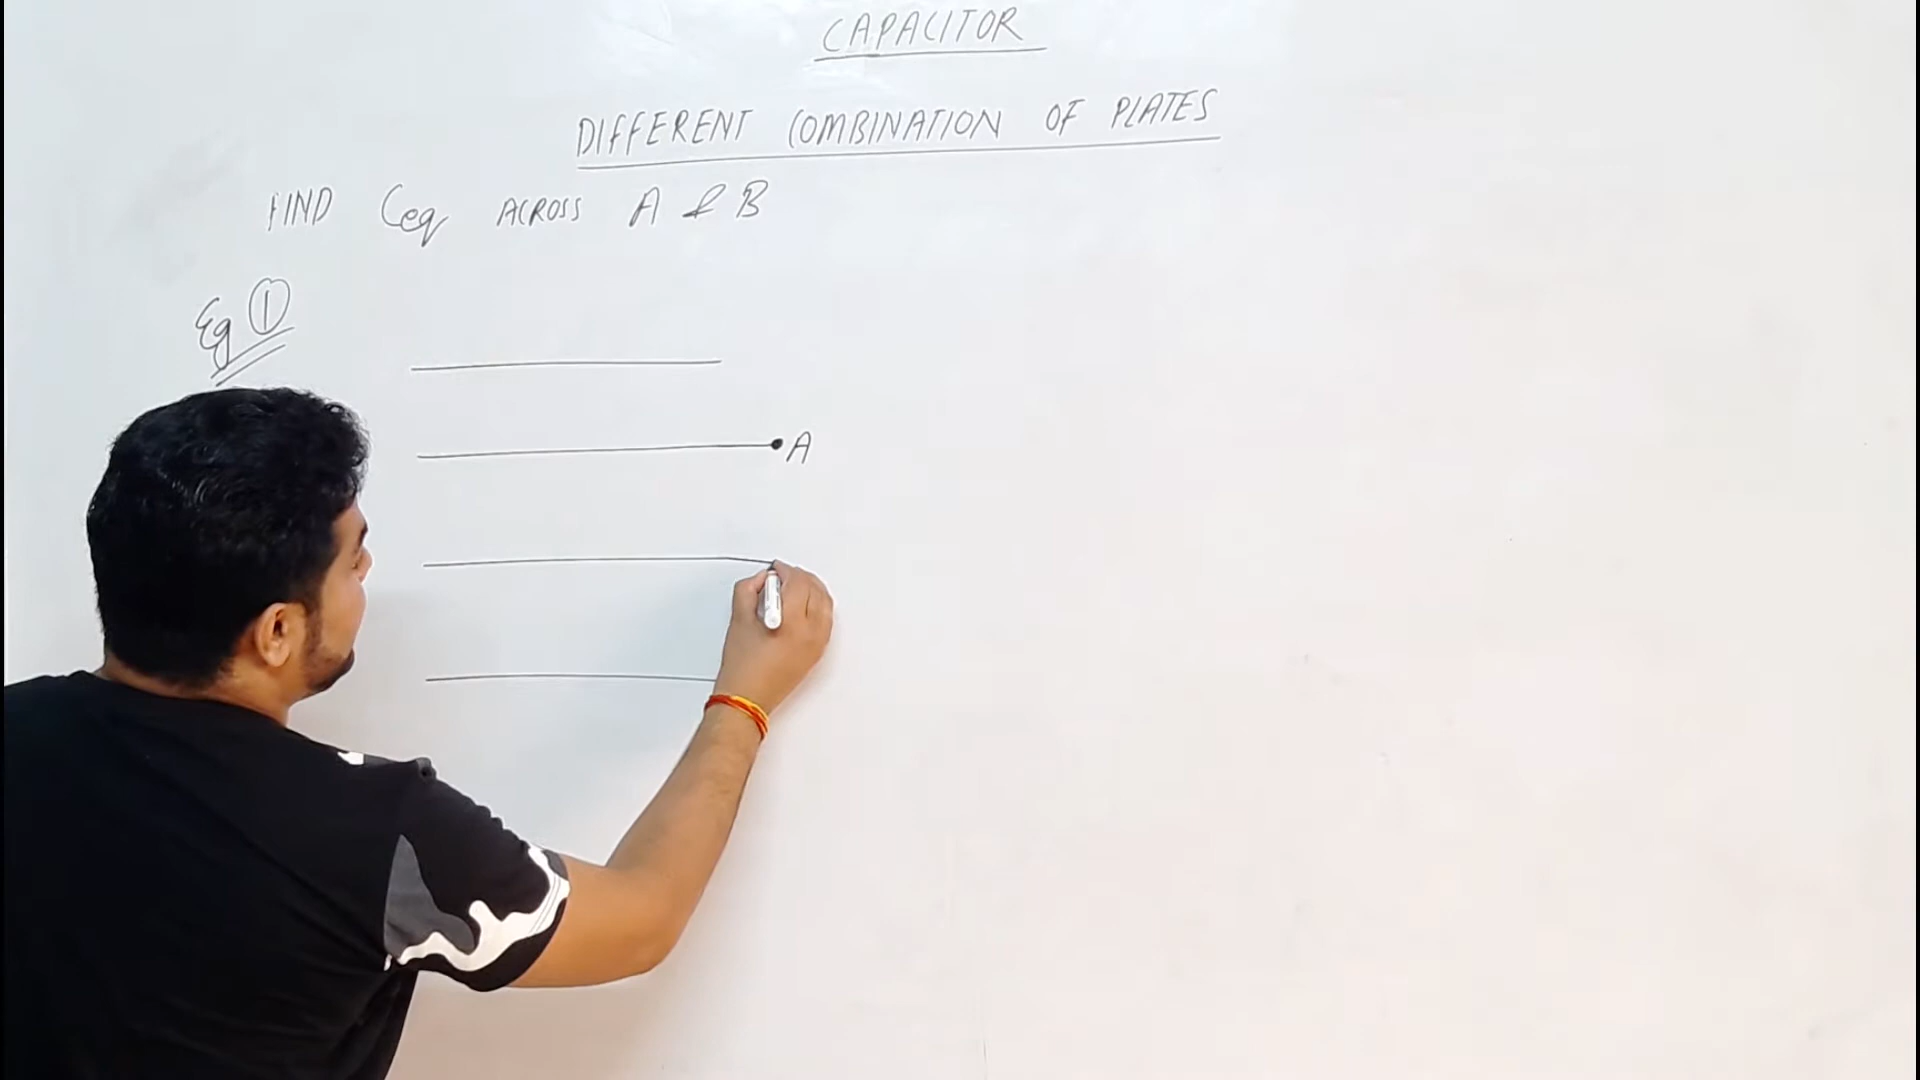 CAPACITOR
DIFFERENT COMBINATION OF PLATES
FIND Ceq ACROSS A & B
Eg ①
A